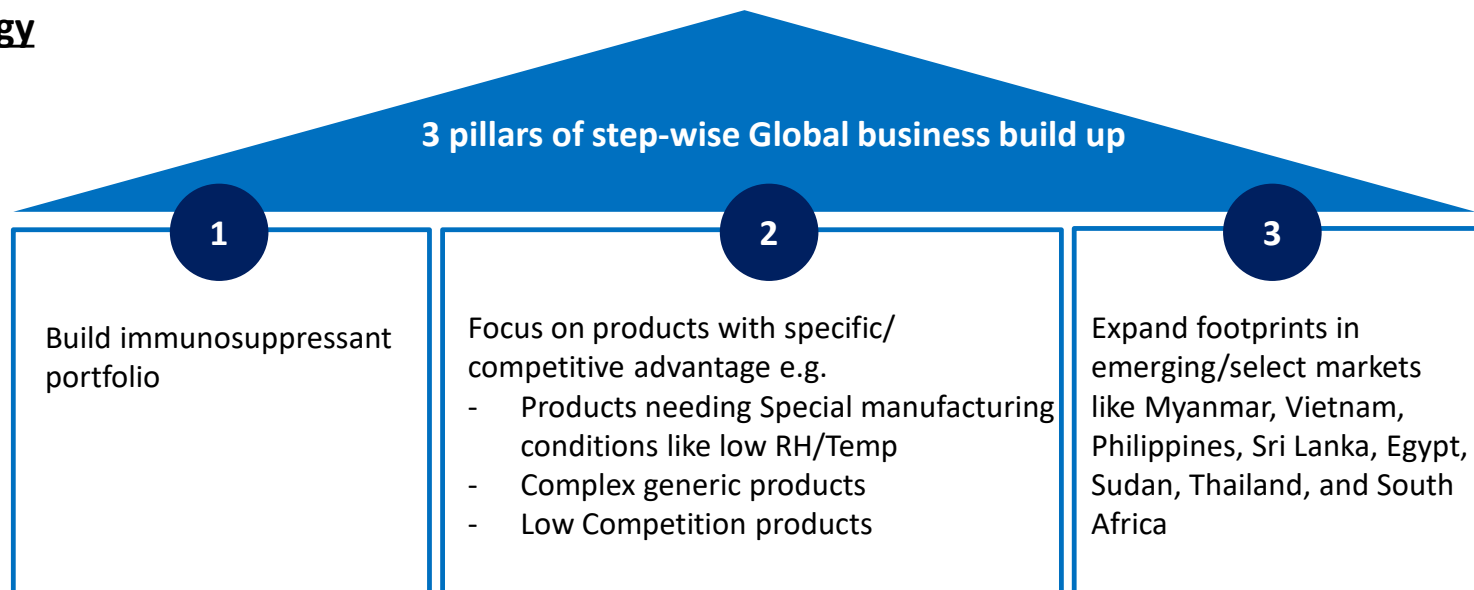 gy
3 pillars of step-wise Global business build up
1
2
3
Build immunosuppressant
portfolio
Focus on products with specific/
competitive advantage e.g.
- Products needing Special manufacturing
conditions like low RH/Temp
- Complex generic products
- Low Competition products
Expand footprints in
emerging/select markets
like Myanmar, Vietnam,
Philippines, Sri Lanka, Egypt,
Sudan, Thailand, and South
Africa